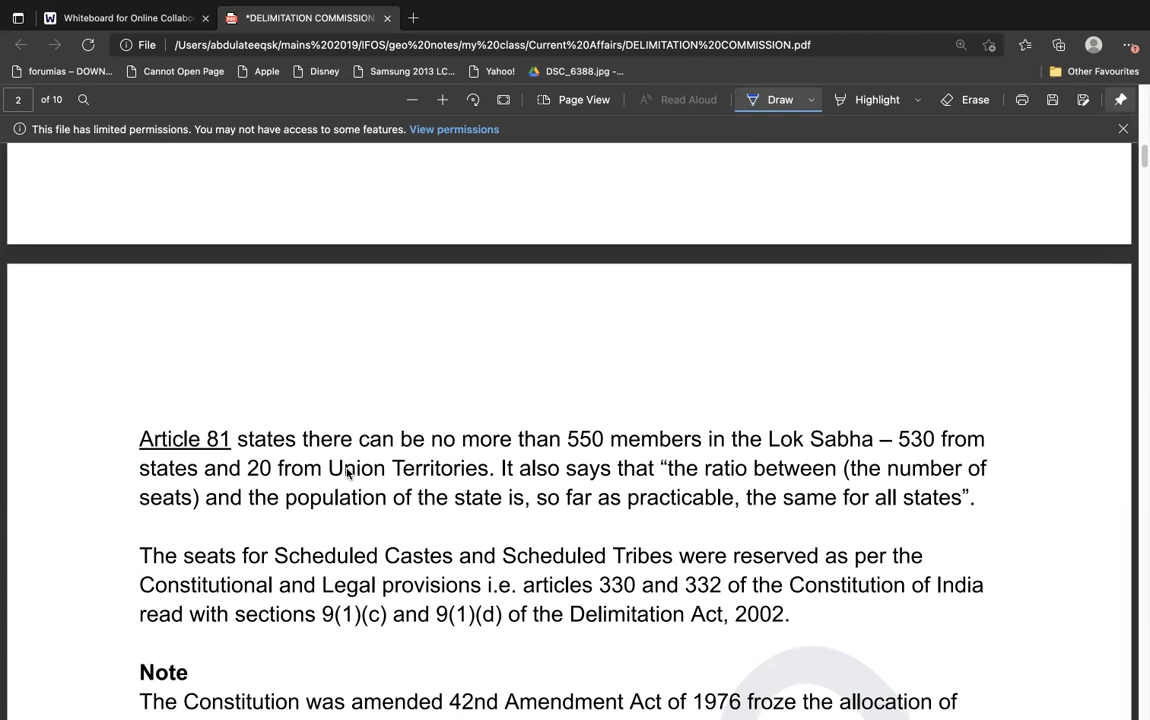 Whiteboard for Online Collabo
*DELIMITATION COMMISSION
File /Users/abdulateeqsk/mains%202019/IFOS/geo%20notes/my%20class/Current%20Affairs/DELIMITATION%20COMMISSION.pdf
forumias – DOWN... Cannot Open Page Apple Disney Samsung 2013 LC... Yahoo! DSC_6388.jpg -... Other Favourites
2 of 10 Page View Read Aloud Draw Highlight Erase
This file has limited permissions. You may not have access to some features. View permissions
Article 81 states there can be no more than 550 members in the Lok Sabha – 530 from
states and 20 from Union Territories. It also says that “the ratio between (the number of
seats) and the population of the state is, so far as practicable, the same for all states”.
The seats for Scheduled Castes and Scheduled Tribes were reserved as per the
Constitutional and Legal provisions i.e. articles 330 and 332 of the Constitution of India
read with sections 9(1)(c) and 9(1)(d) of the Delimitation Act, 2002.
Note
The Constitution was amended 42nd Amendment Act of 1976 froze the allocation of